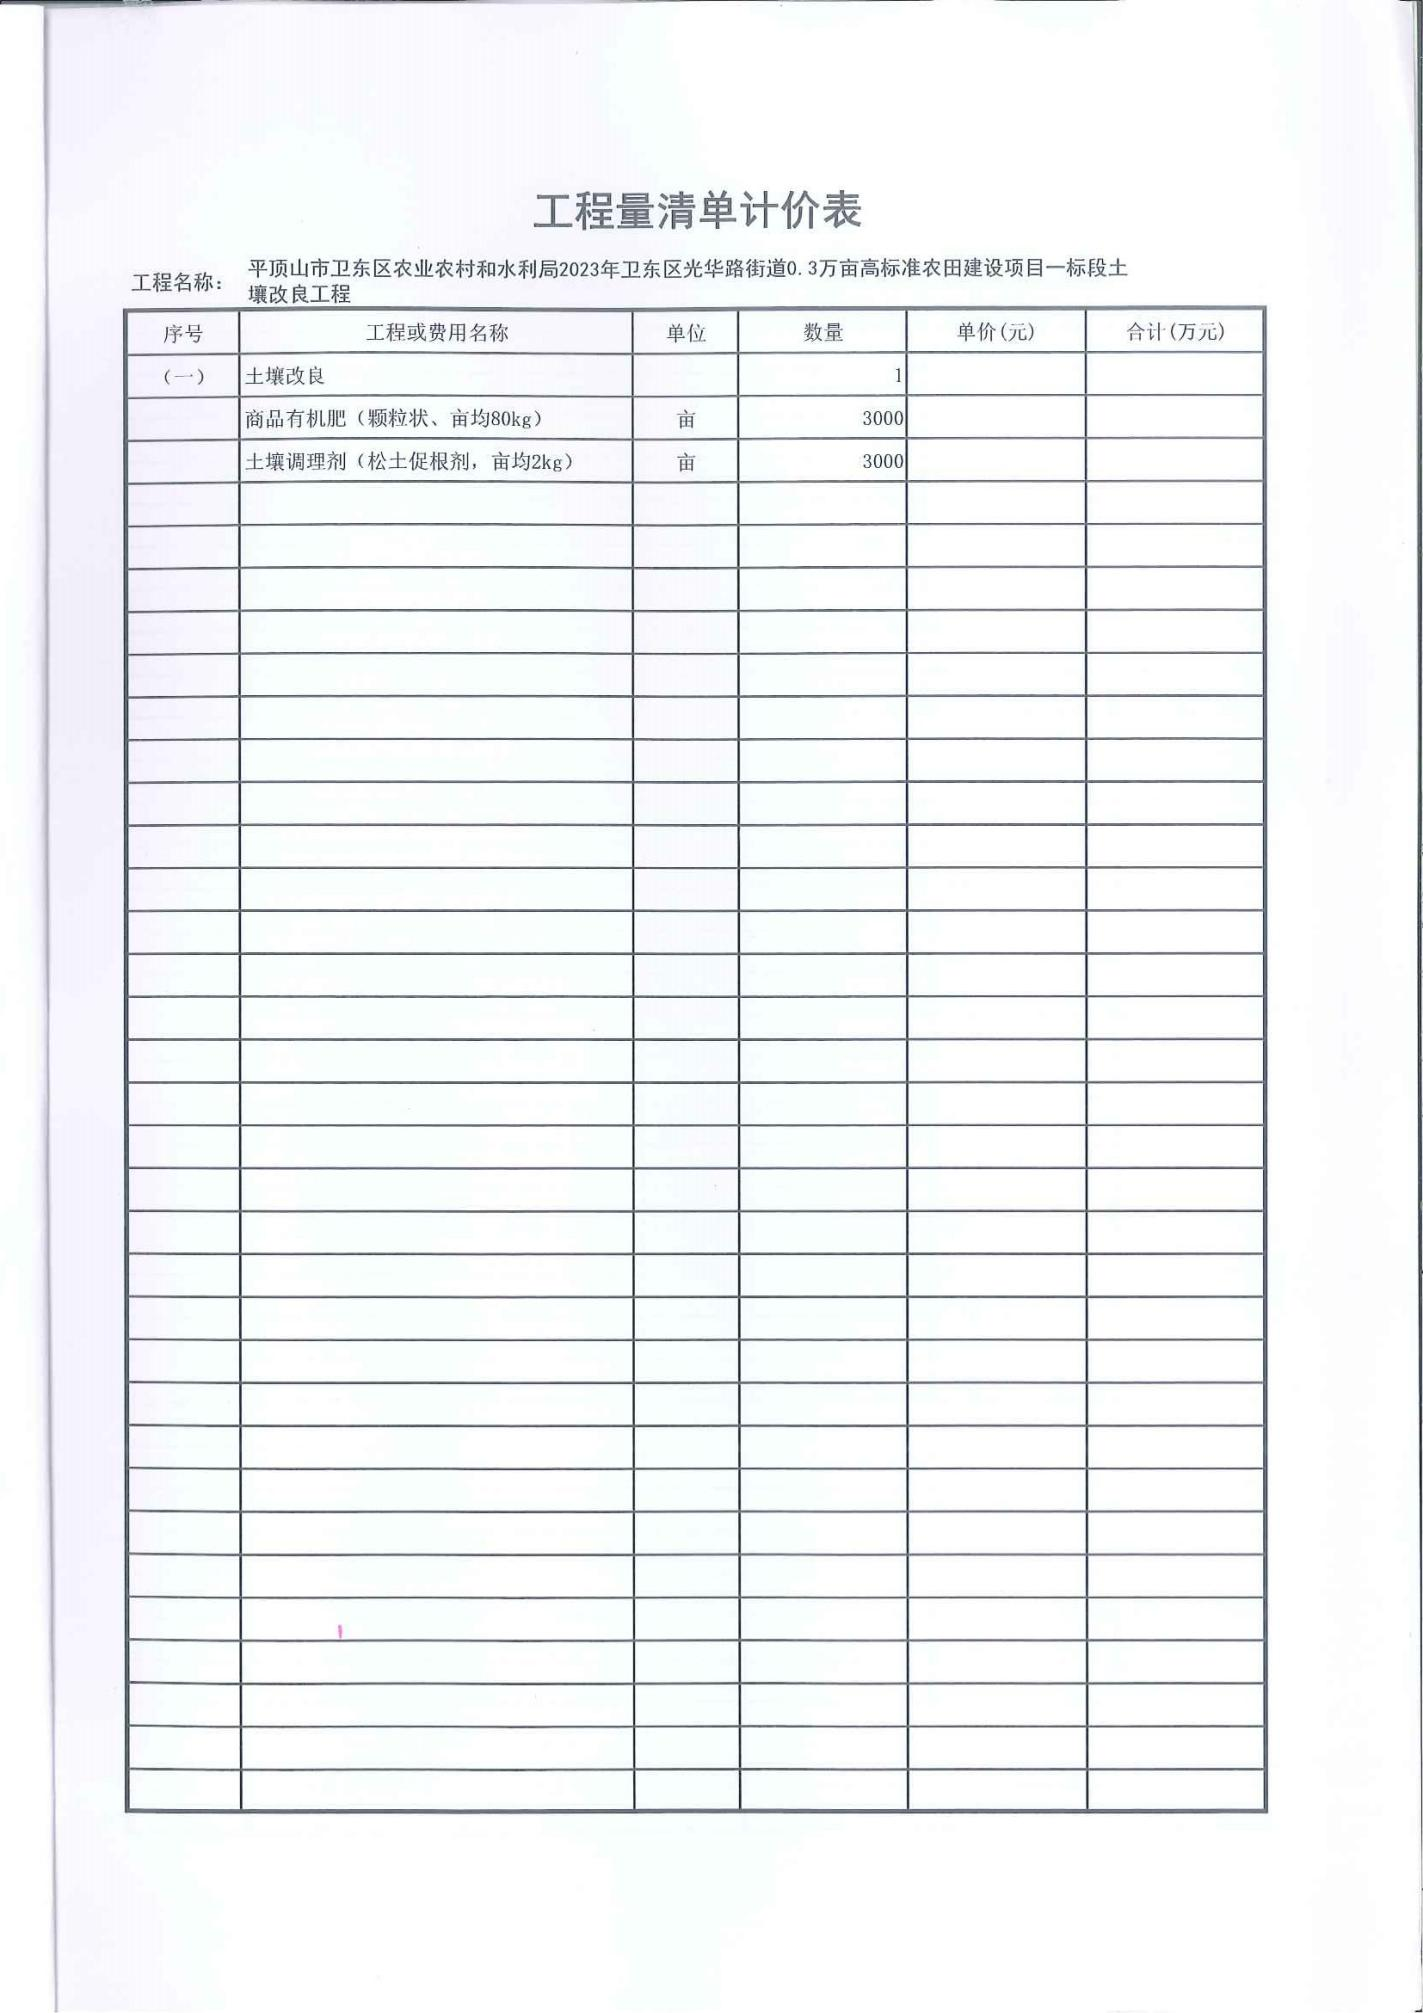 工程量清单计价表
工程名称：
平顶山市卫东区农业农村和水利局2023年卫东区光华路街道0.3万亩高标准农田建设项目一标段土
壤改良工程
序号 工程或费用名称 单位 数量 单价(元) 合计(万元)
(一) 土壤改良 1
商品有机肥（颗粒状、亩均80kg） 亩 3000
土壤调理剂（松土促根剂，亩均2kg） 亩 3000